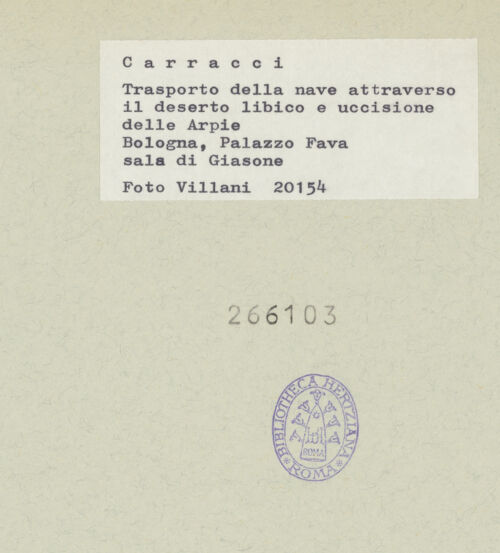 Carracci
Trasporto della nave attraverso
il deserto libico e uccisione
delle Arpie
Bologna, Palazzo Fava
sala di Giasone
Foto Villani 20154
266103
BIBLIOTHECA HERTZIANA
ROMA
ROMA